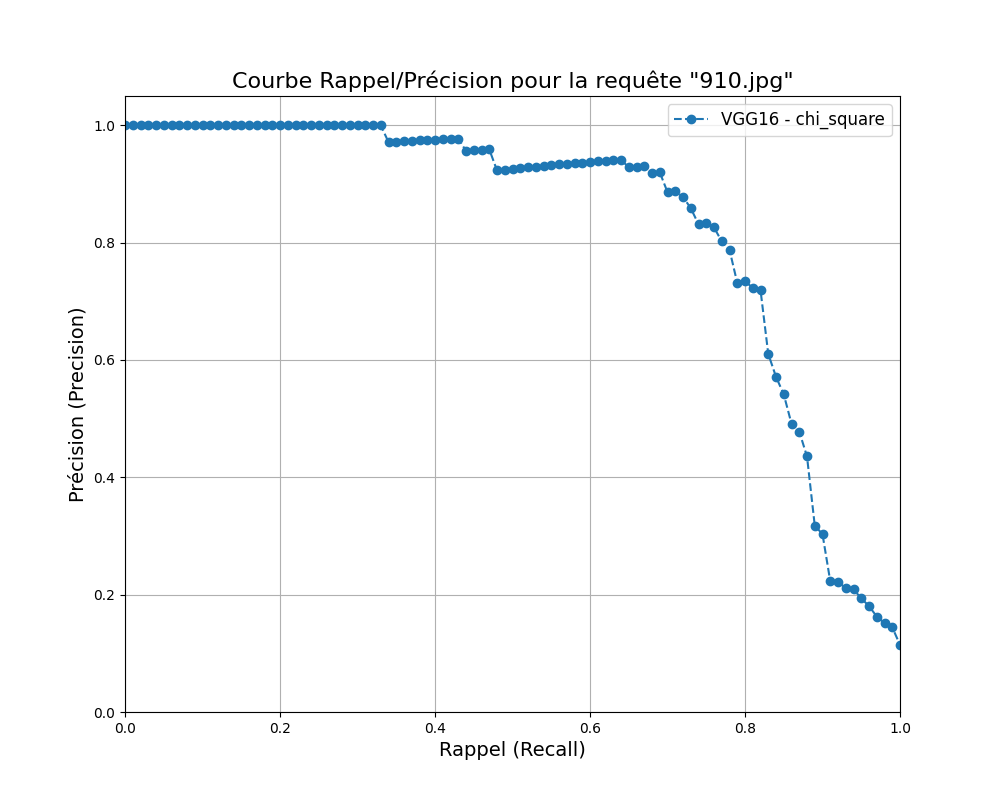 Courbe Rappel/Précision pour la requête "910.jpg"
VGG16 - chi_square
1.0
0.8
0.6
0.4
0.2
0.0
Précision (Precision)
0.0 0.2 0.4 0.6 0.8 1.0
Rappel (Recall)